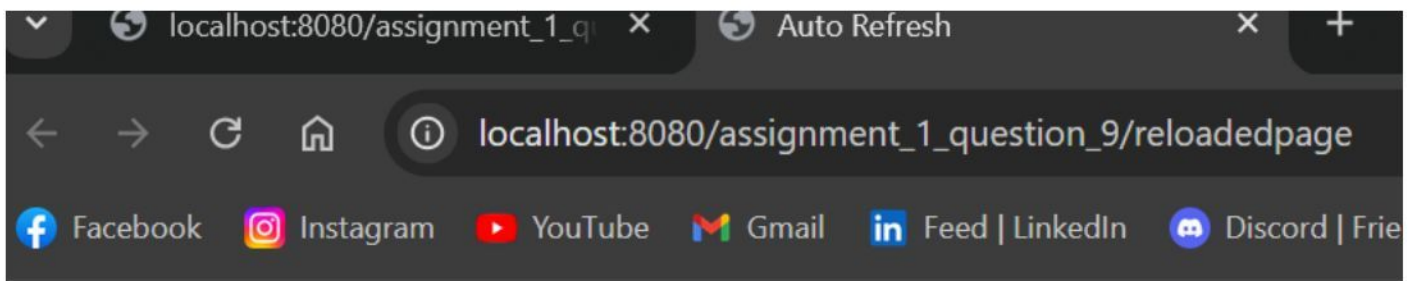 localhost:8080/assignment_1_q
Auto Refresh
localhost:8080/assignment_1_question_9/reloadedpage
Facebook Instagram YouTube Gmail Feed | LinkedIn Discord | Frie